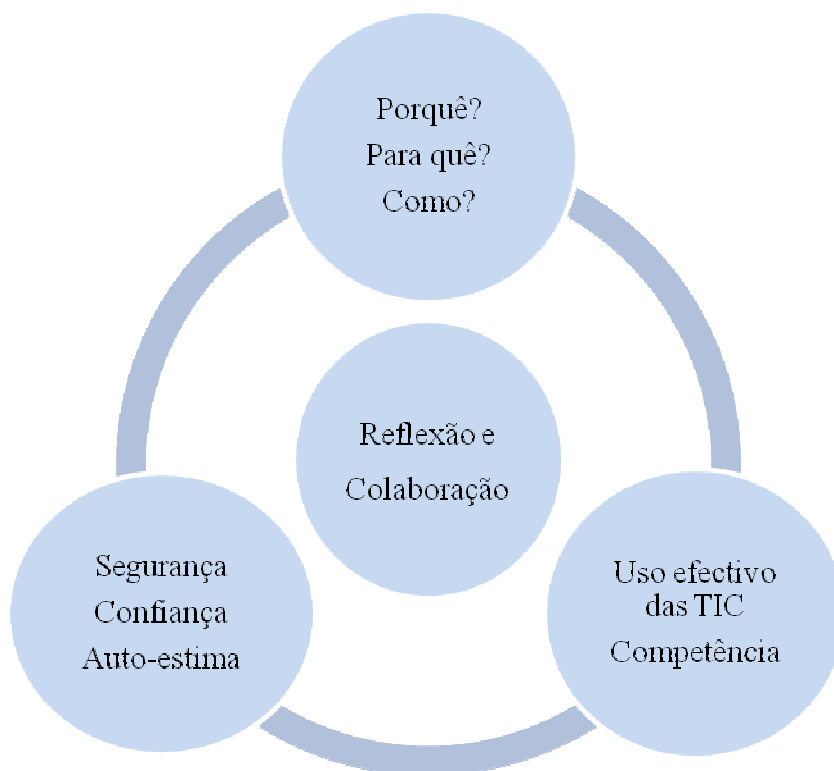 Porquê?
Para quê?
Como?
Reflexão e
Colaboração
Segurança
Confiança
Auto-estima
Uso efectivo
das TIC
Competência